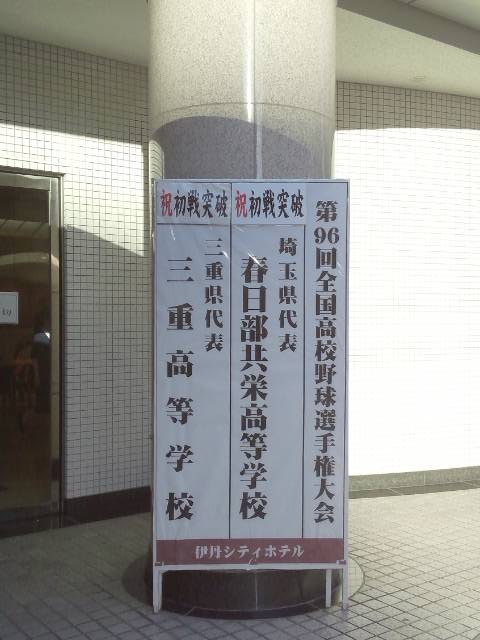 第96回全国高校野球選手権大会
祝初戦突破
埼玉県代表
春日部共栄高等学校
祝初戦突破
三重県代表
三重高等学校
伊丹シティホテル